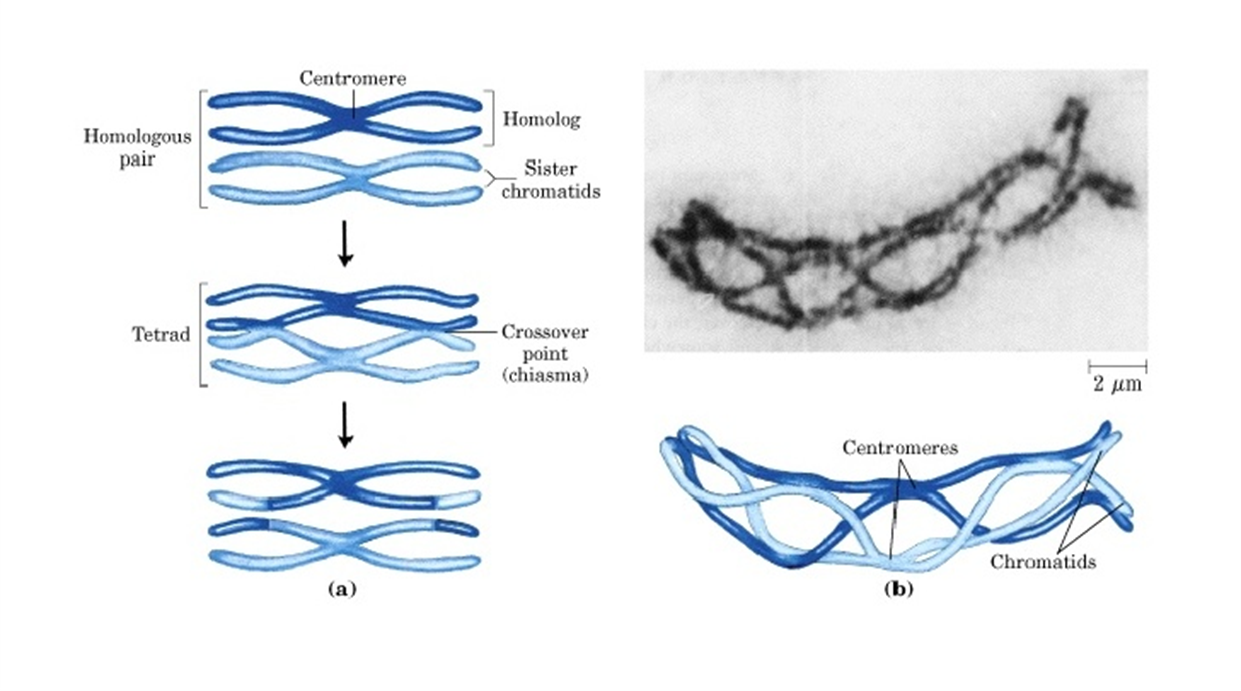 Centromere
Homologous
pair
Homolog
Sister
chromatids
Tetrad
Crossover
point
(chiasma)
(a)
2 μm
Centromeres
Chromatids
(b)